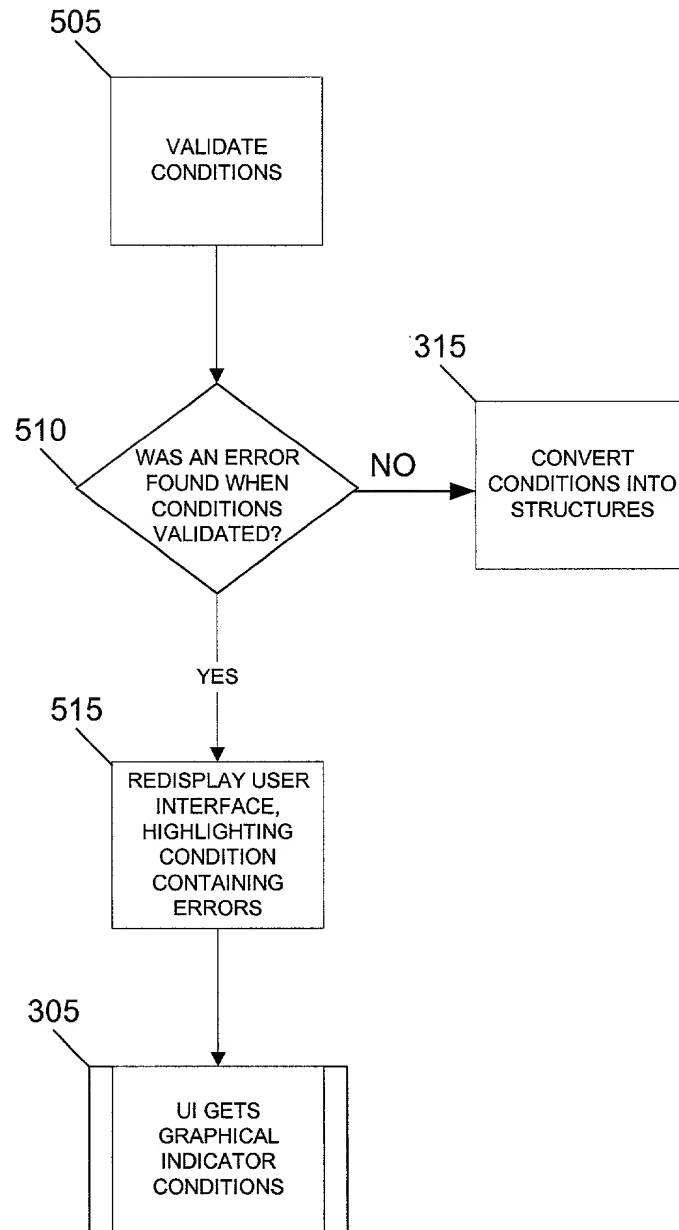 505
VALIDATE
CONDITIONS
510
WAS AN ERROR
FOUND WHEN
CONDITIONS
VALIDATED?
NO
315
CONVERT
CONDITIONS INTO
STRUCTURES
YES
515
REDISPLAY USER
INTERFACE,
HIGHLIGHTING
CONDITION
CONTAINING
ERRORS
305
UI GETS
GRAPHICAL
INDICATOR
CONDITIONS